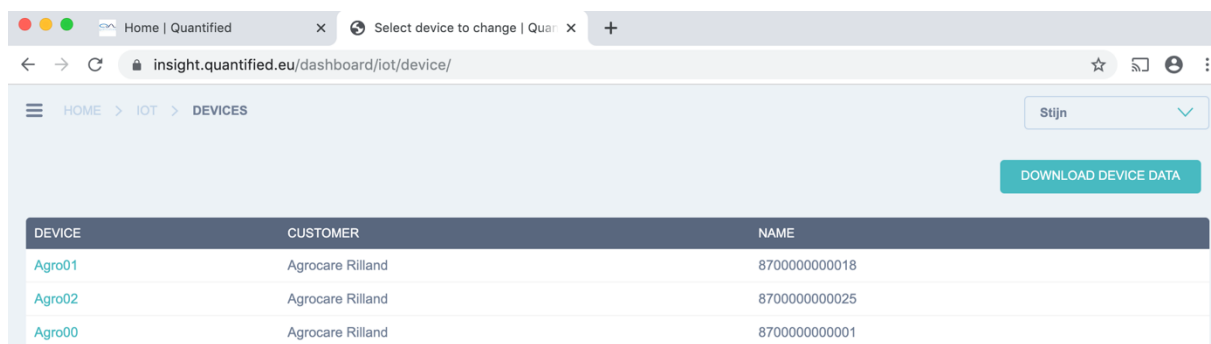 Home | Quantified
Select device to change | Quan
insight.quantified.eu/dashboard/iot/device/
HOME > IOT > DEVICES
Stijn
DOWNLOAD DEVICE DATA
DEVICE CUSTOMER NAME
Agro01 Agrocare Rilland 8700000000018
Agro02 Agrocare Rilland 8700000000025
Agro00 Agrocare Rilland 8700000000001